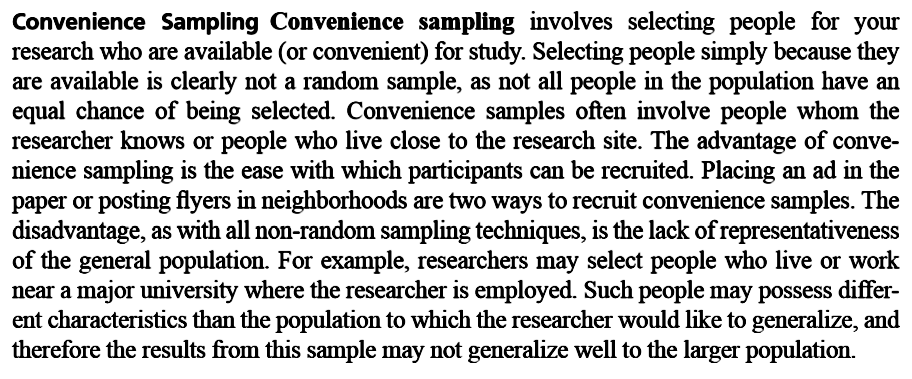 Convenience Sampling Convenience sampling involves selecting people for your
research who are available (or convenient) for study. Selecting people simply because they
are available is clearly not a random sample, as not all people in the population have an
equal chance of being selected. Convenience samples often involve people whom the
researcher knows or people who live close to the research site. The advantage of conve-
nience sampling is the ease with which participants can be recruited. Placing an ad in the
paper or posting flyers in neighborhoods are two ways to recruit convenience samples. The
disadvantage, as with all non-random sampling techniques, is the lack of representativeness
of the general population. For example, researchers may select people who live or work
near a major university where the researcher is employed. Such people may possess differ-
ent characteristics than the population to which the researcher would like to generalize, and
therefore the results from this sample may not generalize well to the larger population.